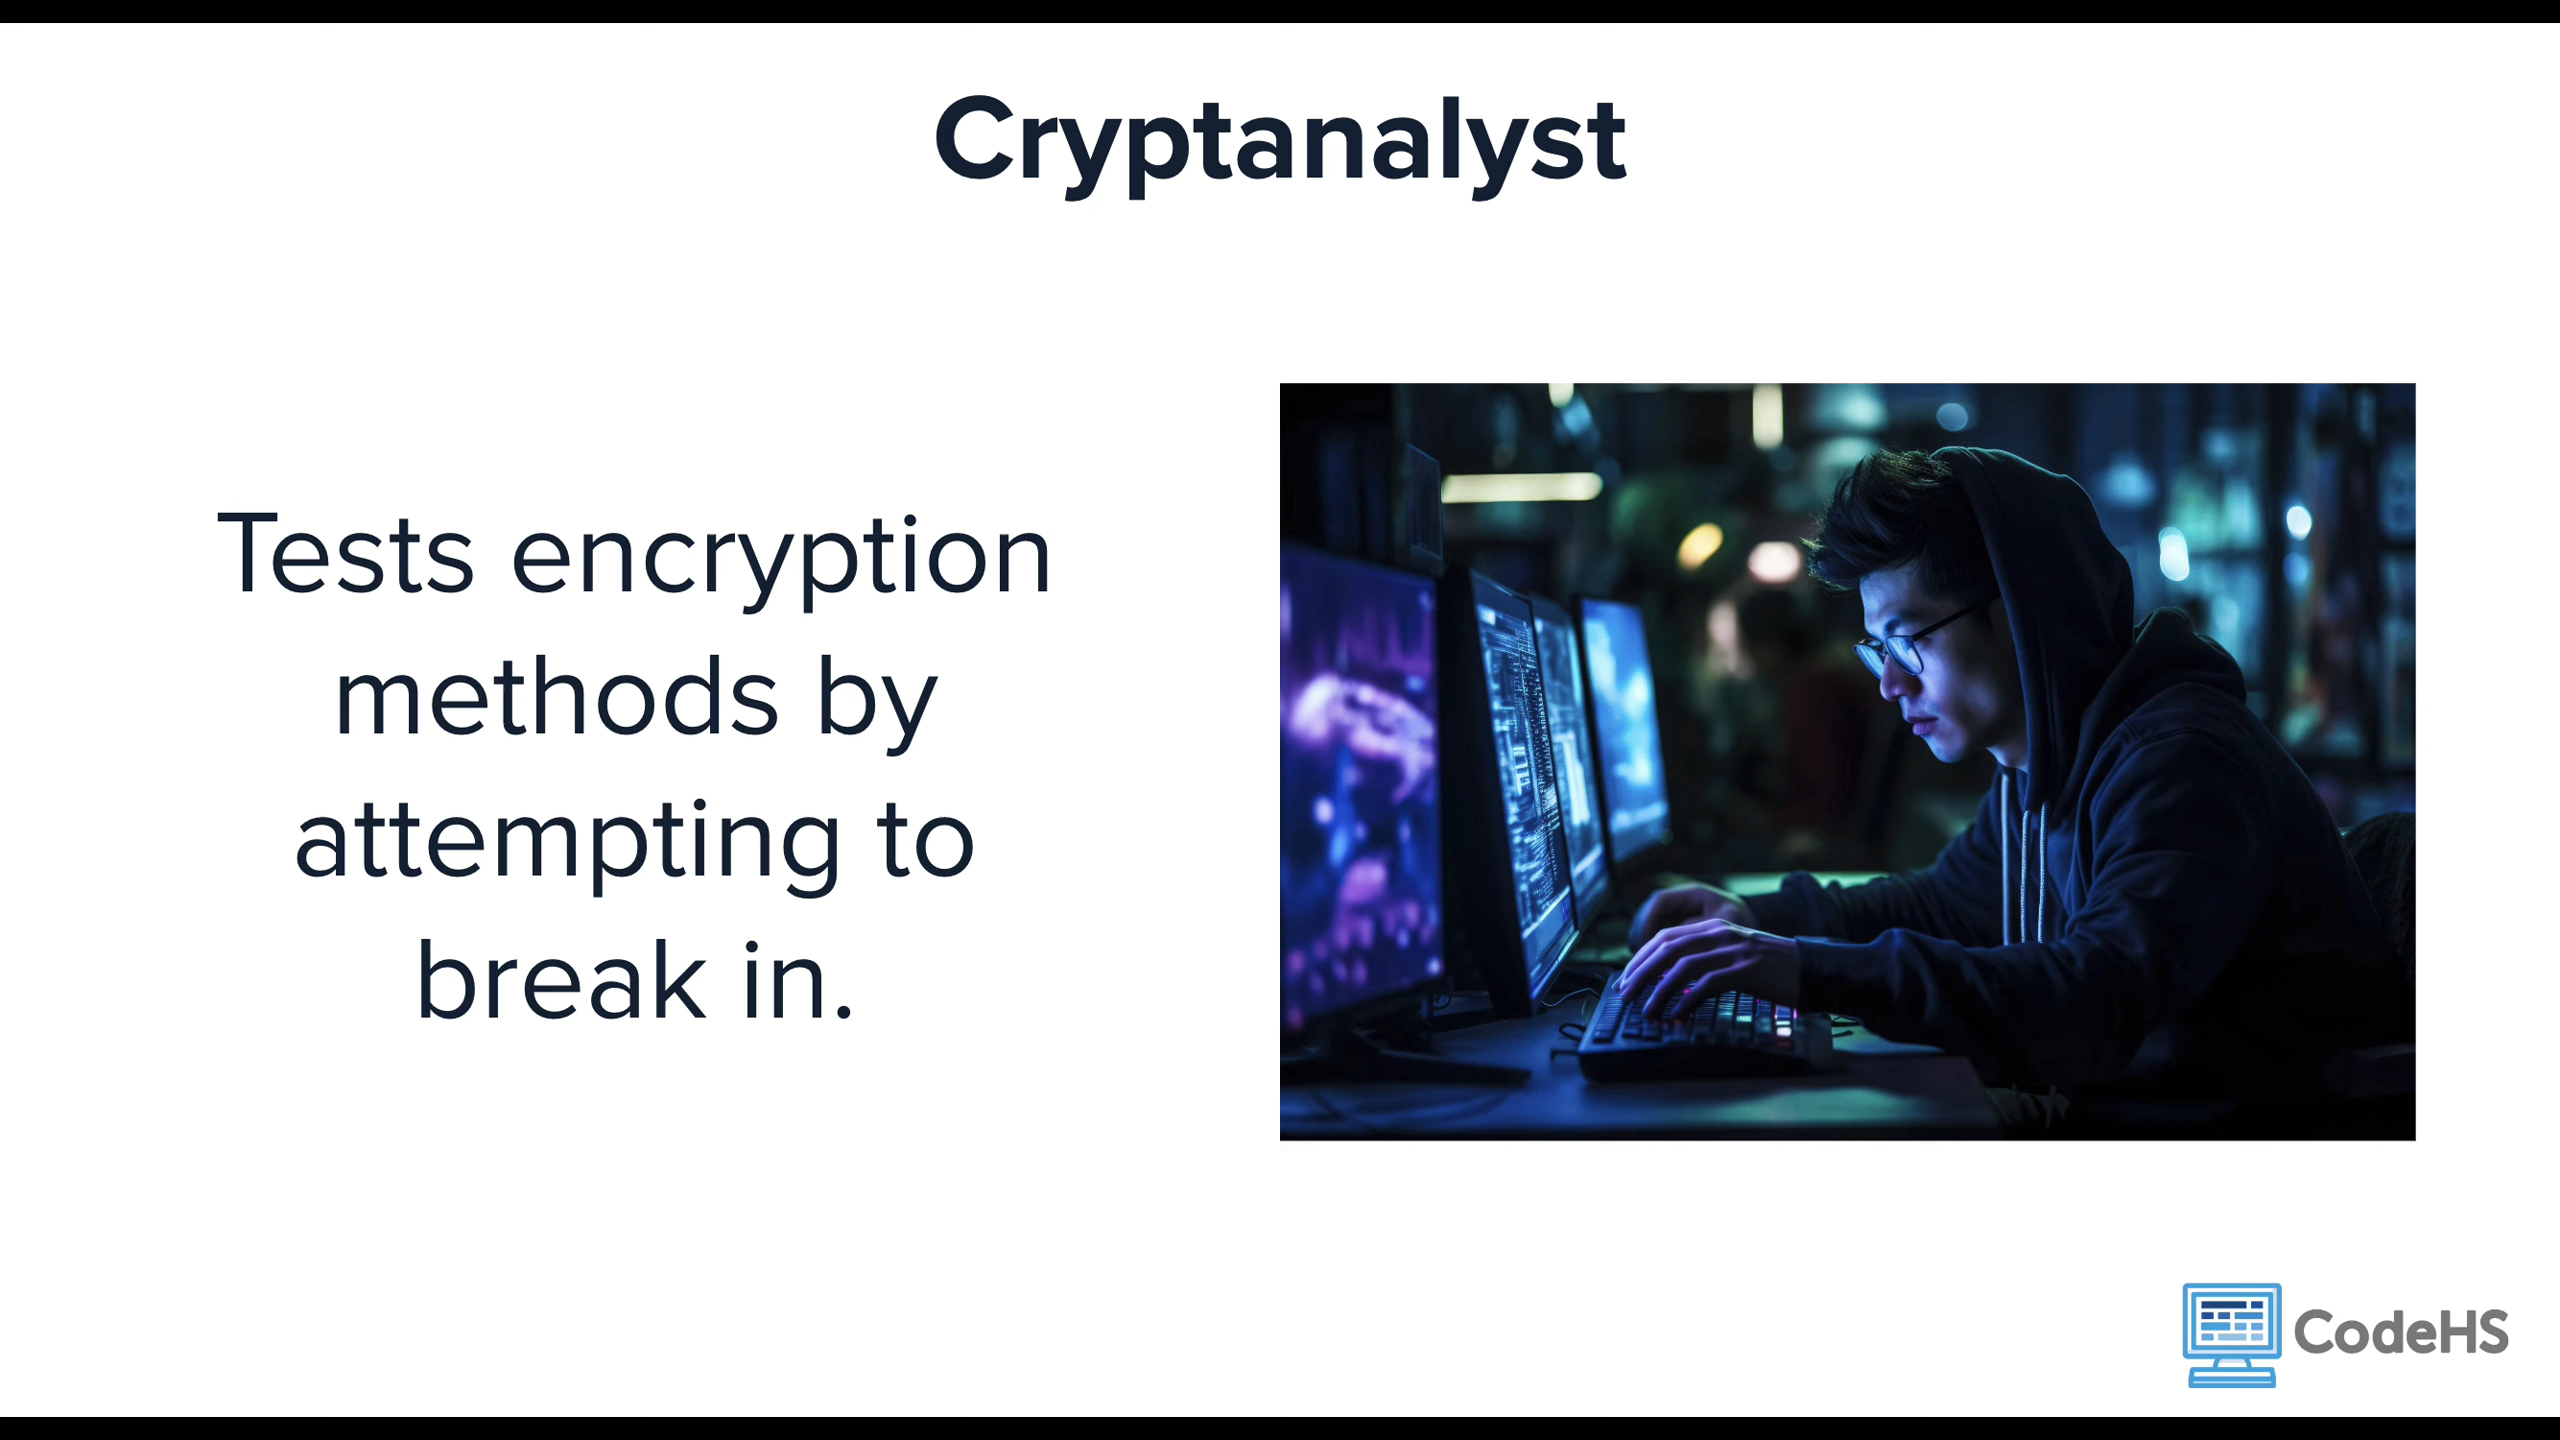 Cryptanalyst
Tests encryption
methods by
attempting to
break in.
CodeHS